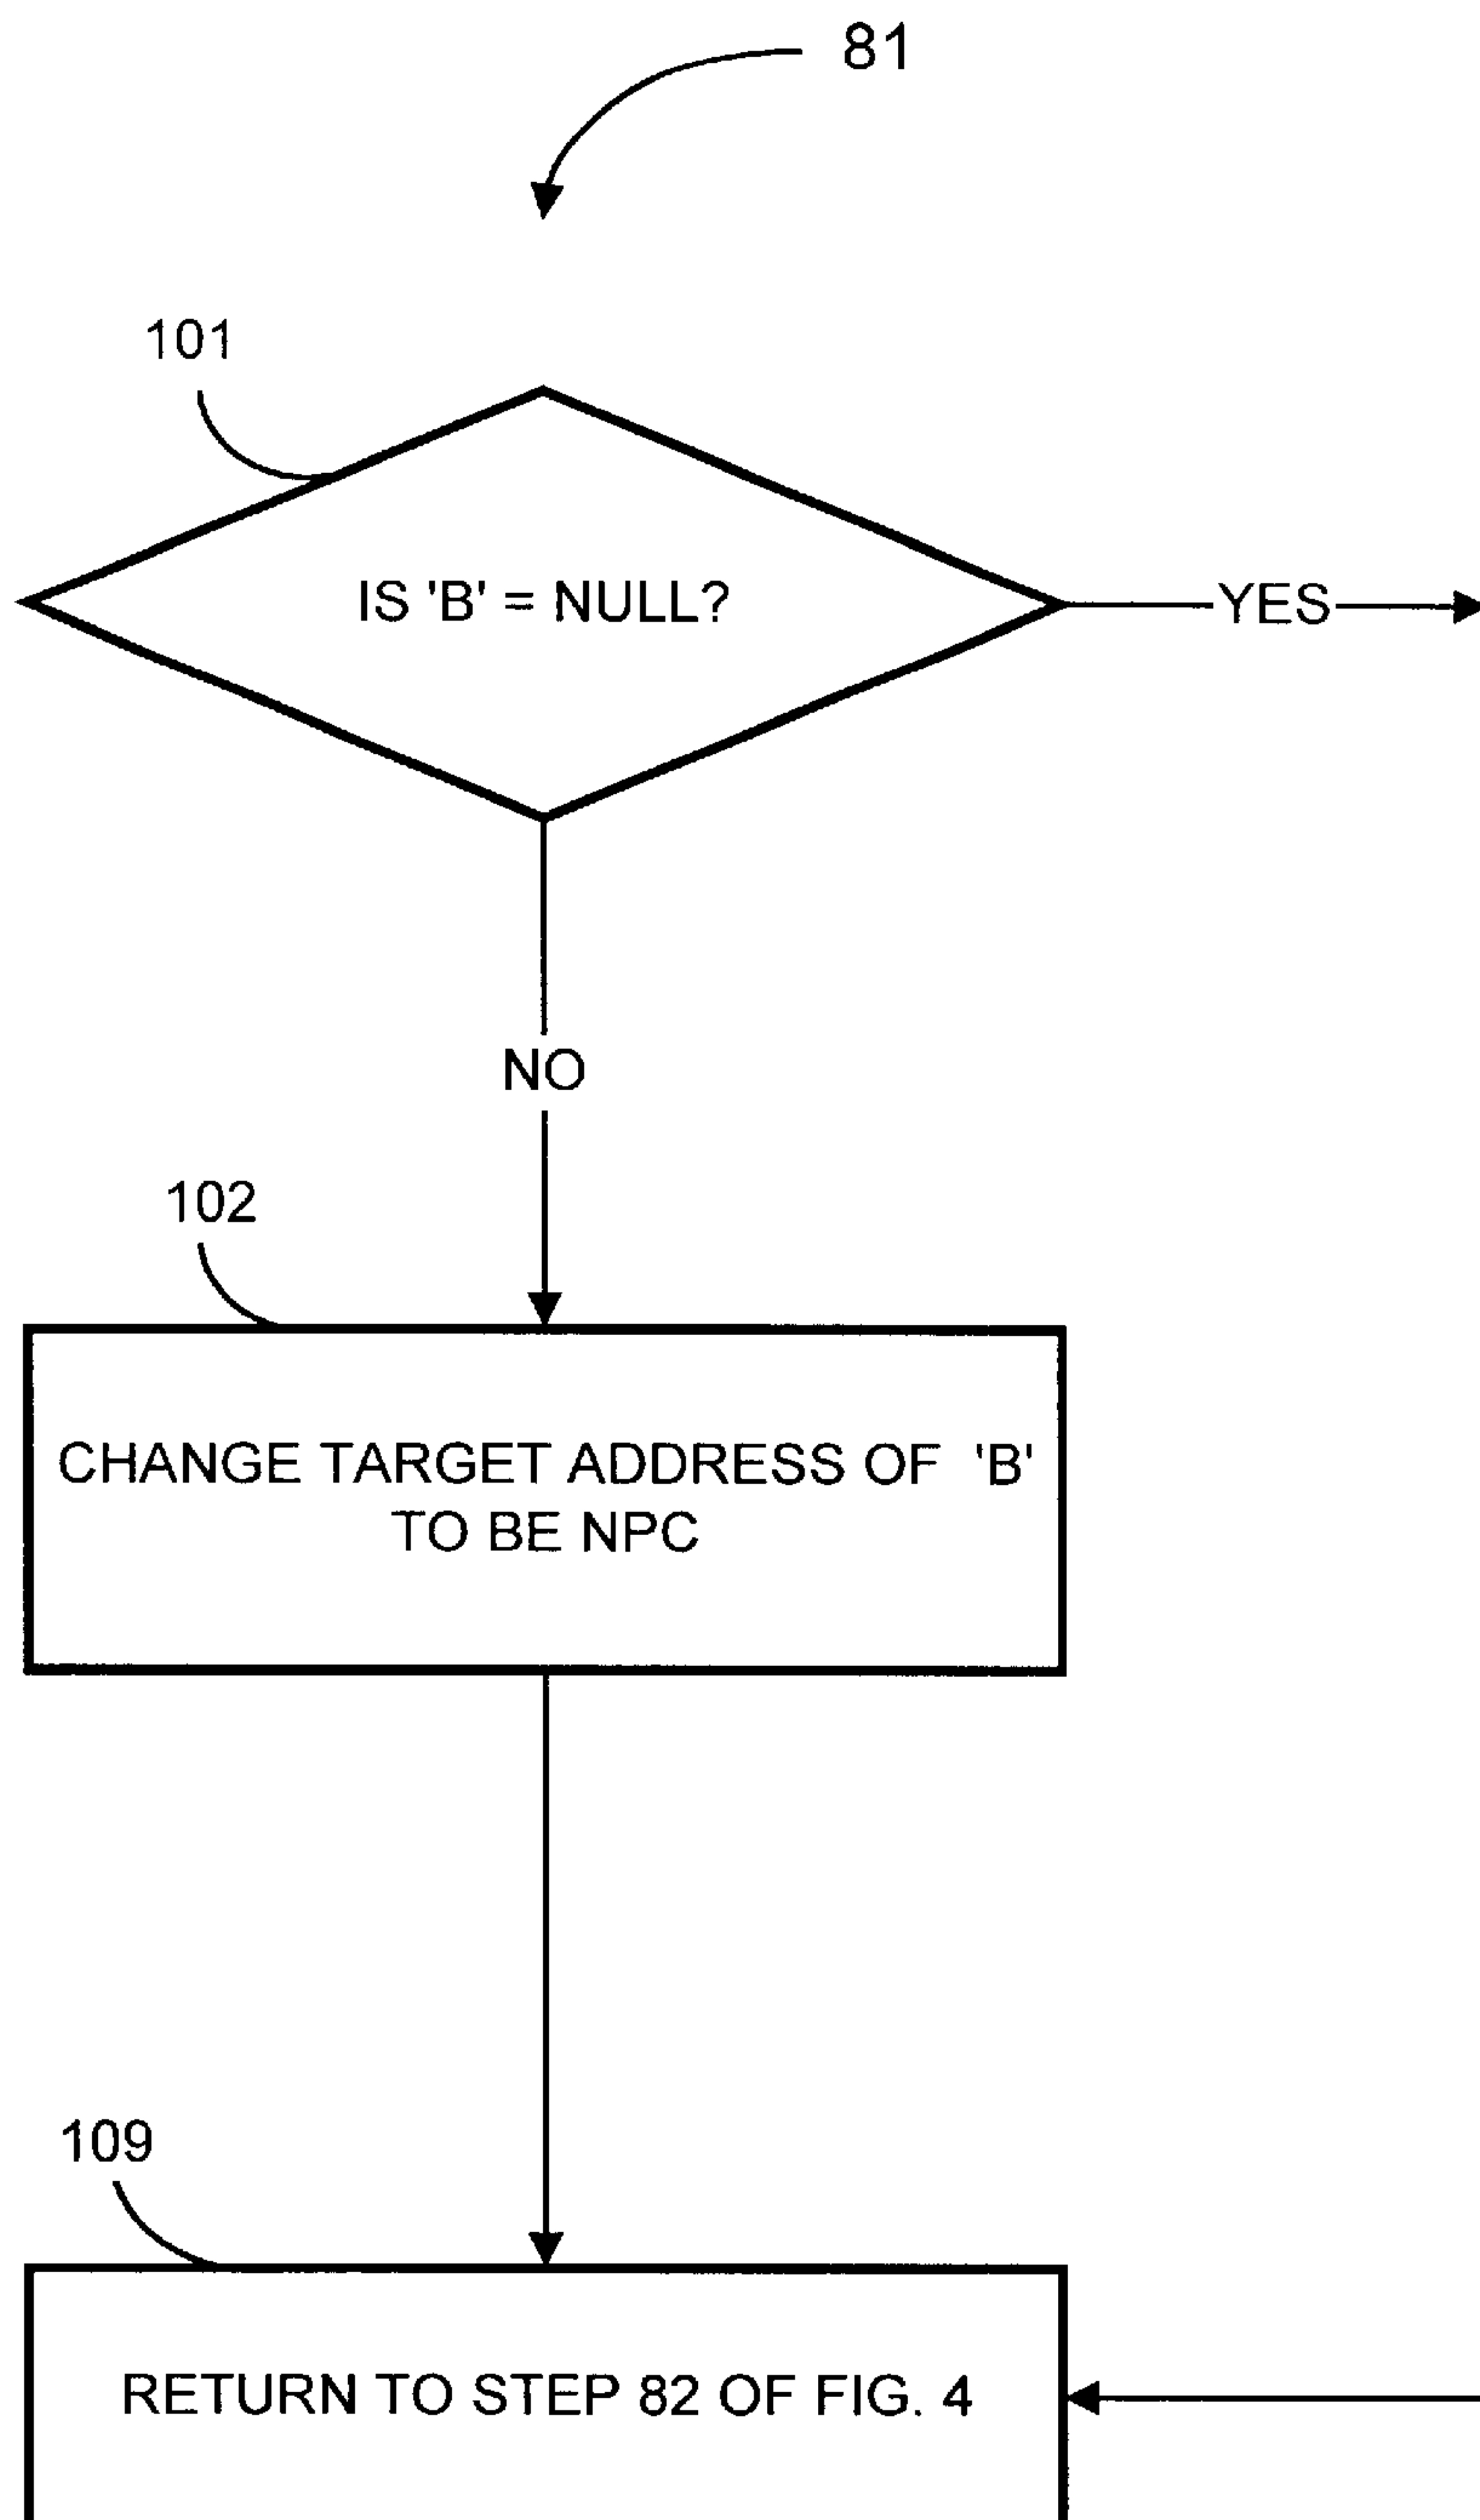 81
101
IS 'B' = NULL?
YES
NO
102
CHANGE TARGET ADDRESS OF 'B'
TO BE NPC
109
RETURN TO STEP 82 OF FIG. 4